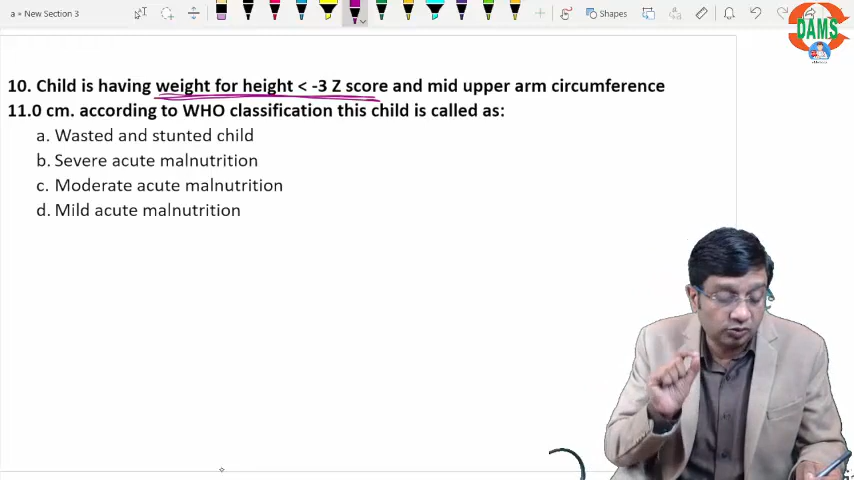 a = New Section 3
Shapes
DAMS
10. Child is having weight for height < -3 Z score and mid upper arm circumference
11.0 cm. according to WHO classification this child is called as:
a. Wasted and stunted child
b. Severe acute malnutrition
c. Moderate acute malnutrition
d. Mild acute malnutrition